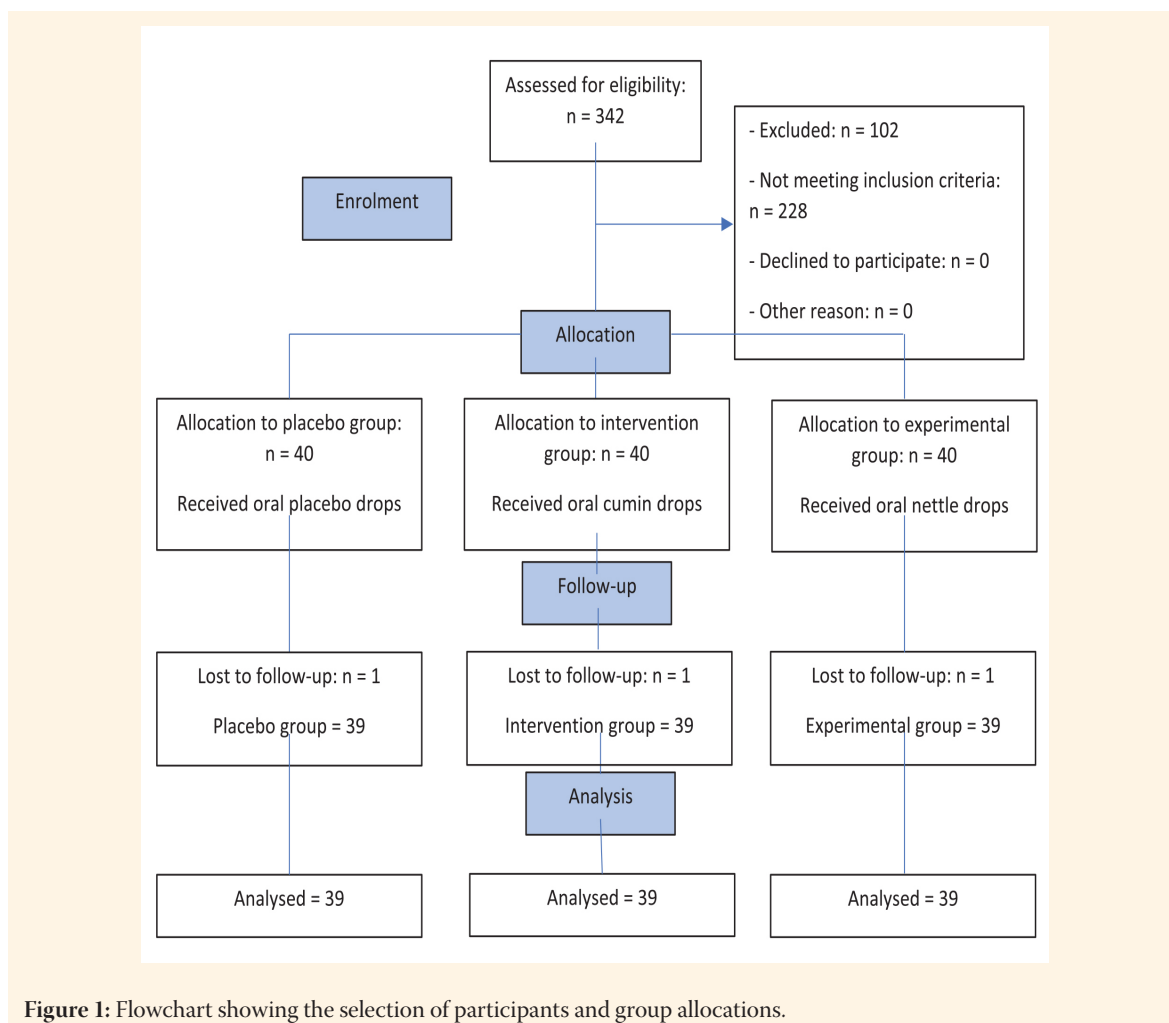 Assessed for eligibility:
n = 342
- Excluded: n = 102
- Not meeting inclusion criteria:
n = 228
- Declined to participate: n = 0
- Other reason: n = 0
Enrolment
Allocation
Allocation to placebo group:
n = 40
Received oral placebo drops
Allocation to intervention
group: n = 40
Received oral cumin drops
Allocation to experimental
group: n = 40
Received oral nettle drops
Follow-up
Lost to follow-up: n = 1
Placebo group = 39
Lost to follow-up: n = 1
Intervention group = 39
Lost to follow-up: n = 1
Experimental group = 39
Analysis
Analysed = 39
Analysed = 39
Analysed = 39
Figure 1: Flowchart showing the selection of participants and group allocations.